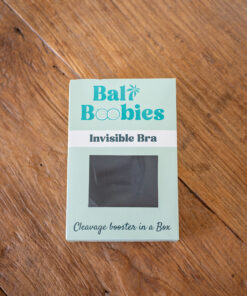 Bali
Boobies
Invisible Bra
Cleavage booster in a Box